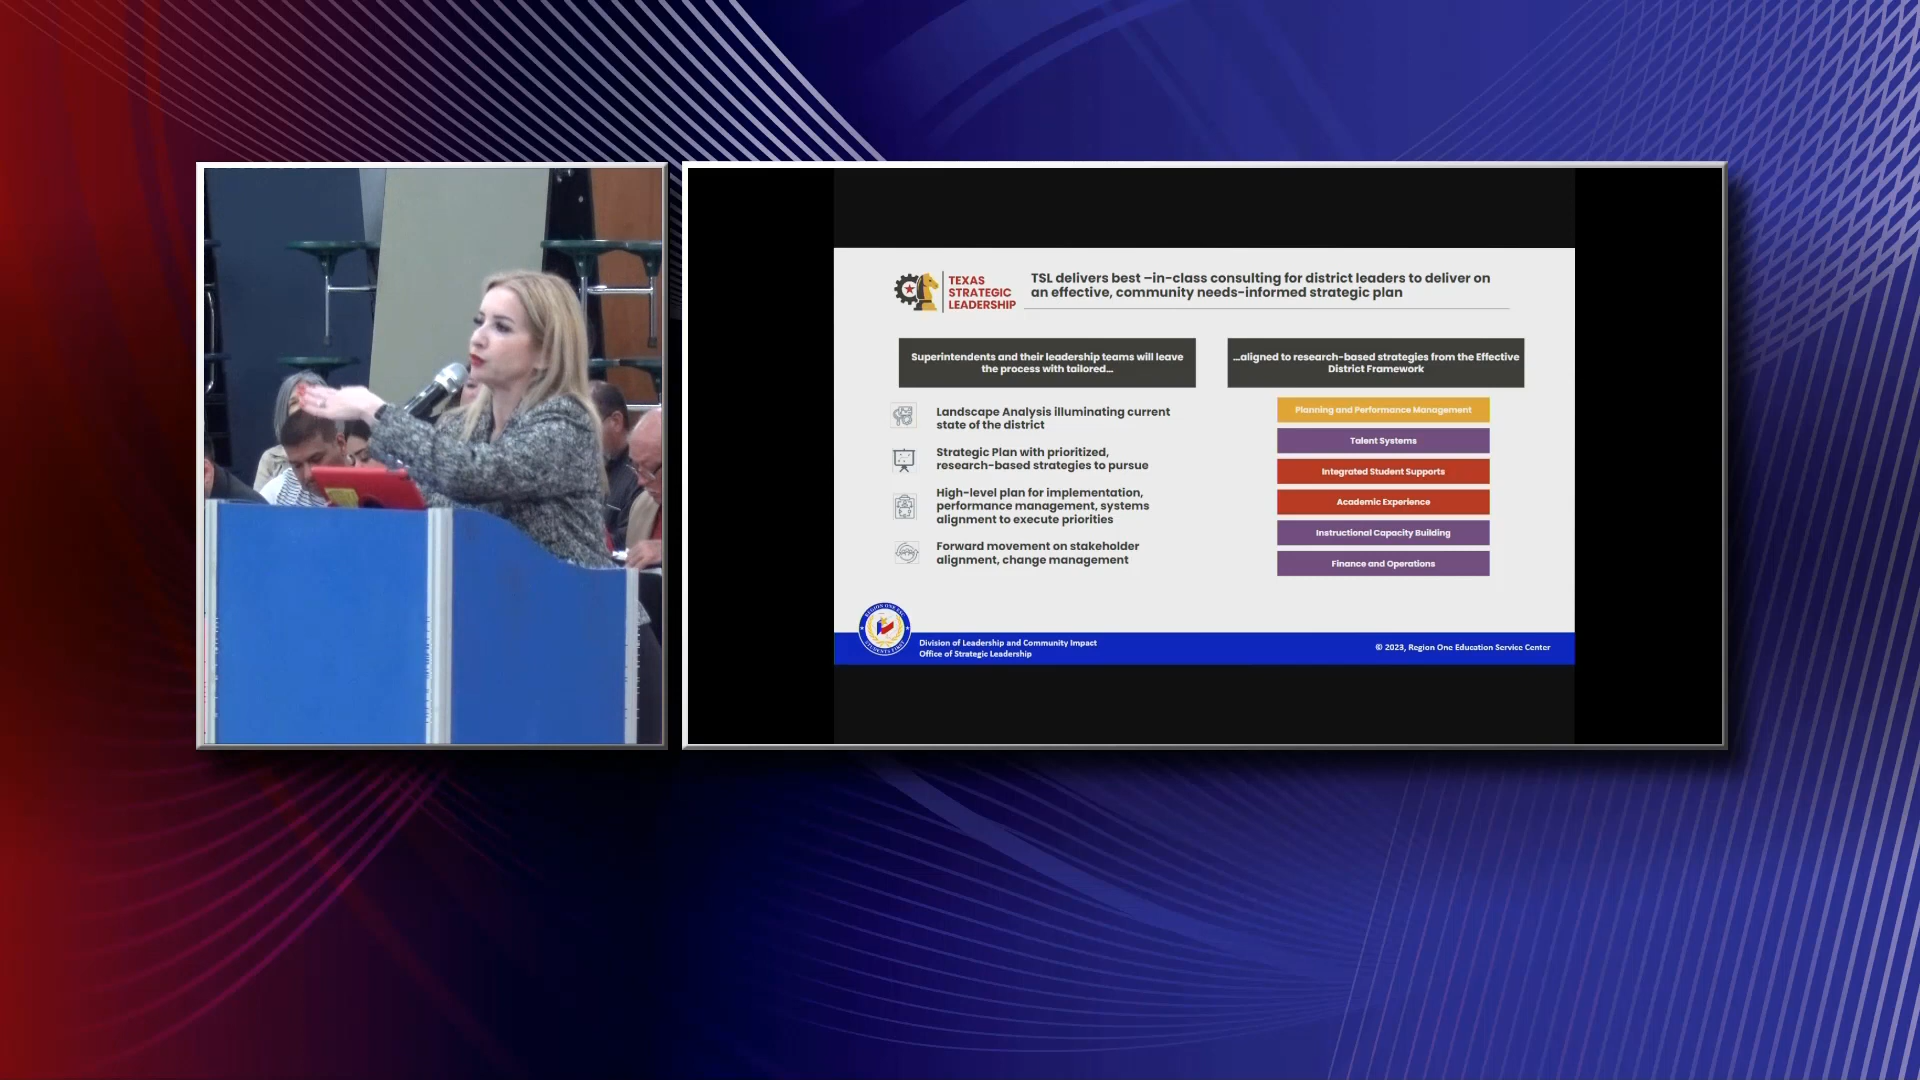 TEXAS
STRATEGIC
LEADERSHIP
TSL delivers best –in-class consulting for district leaders to deliver on
an effective, community needs-informed strategic plan
Superintendents and their leadership teams will leave
the process with tailored...
Landscape Analysis illuminating current
state of the district
Strategic Plan with prioritized,
research-based strategies to pursue
High-level plan for implementation,
performance management, systems
alignment to execute priorities
Forward movement on stakeholder
alignment, change management
...aligned to research-based strategies from the Effective
District Framework
Planning and Performance Management
Talent Systems
Integrated Student Supports
Academic Experience
Instructional Capacity Building
Finance and Operations
REGION ONE ESC
STUDENTS FIRST
Division of Leadership and Community Impact
Office of Strategic Leadership
© 2023, Region One Education Service Center